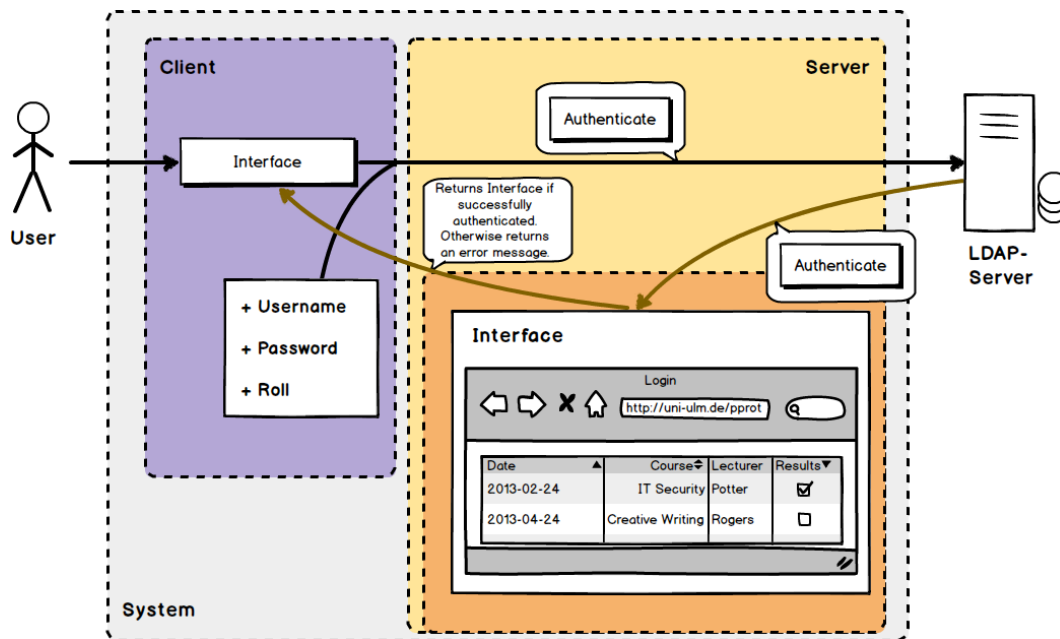 Client
Server
Authenticate
Interface
User
Returns Interface if
successfully
authenticated.
Otherwise returns
an error message.
Authenticate
LDAP-
Server
+ Username
+ Password
+ Roll
Interface
Login
http://uni-ulm.de/pprot
Date Course Lecturer Results
2013-02-24 IT Security Potter
2013-04-24 Creative Writing Rogers
System